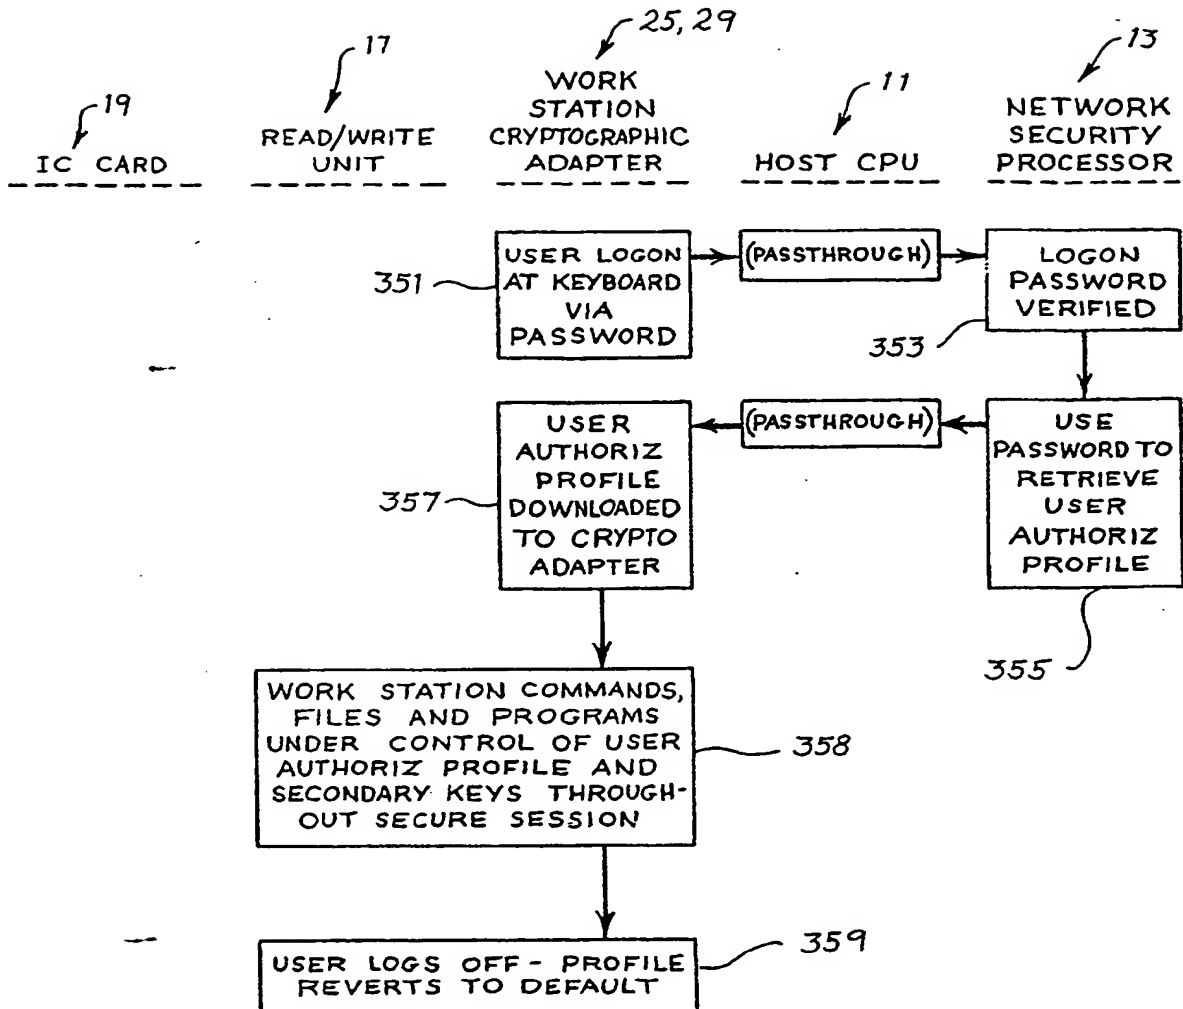 25, 29
17
13
19
WORK
STATION
CRYPTOGRAPHIC
ADAPTER
11
NETWORK
SECURITY
PROCESSOR
IC CARD
READ/WRITE
UNIT
HOST CPU
USER LOGON
AT KEYBOARD
VIA
PASSWORD
351
(PASSTHROUGH)
LOGON
PASSWORD
VERIFIED
353
USER
AUTHORIZ
PROFILE
DOWNLOADED
TO CRYPTO
ADAPTER
357
(PASSTHROUGH)
USE
PASSWORD TO
RETRIEVE
USER
AUTHORIZ
PROFILE
355
WORK STATION COMMANDS,
FILES AND PROGRAMS
UNDER CONTROL OF USER
AUTHORIZ PROFILE AND
SECONDARY KEYS THROUGH-
OUT SECURE SESSION
358
USER LOGS OFF - PROFILE
REVERTS TO DEFAULT
359